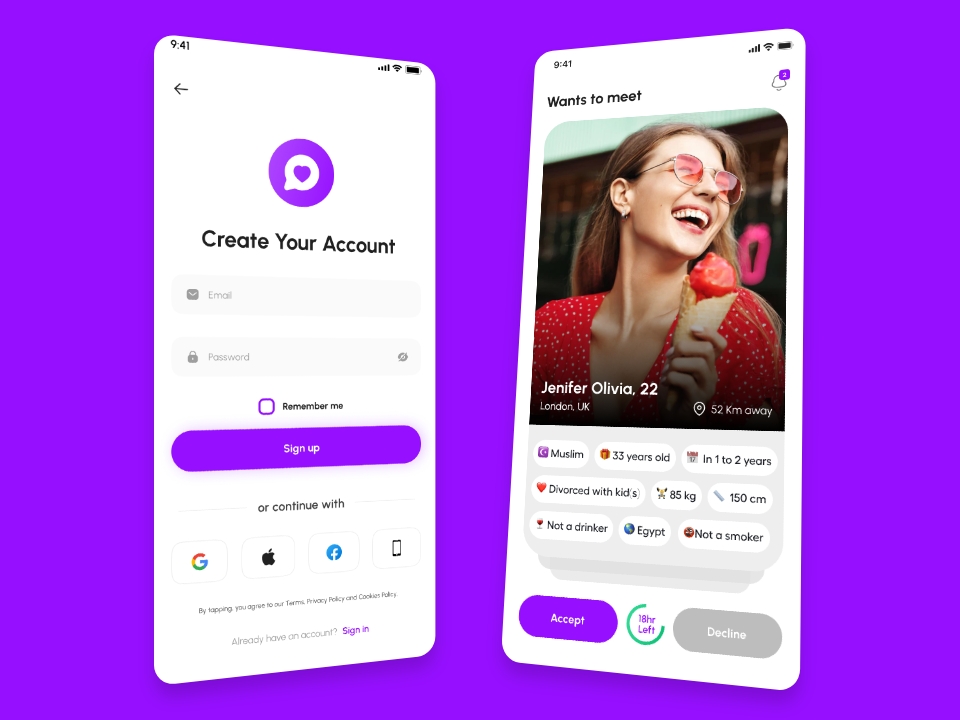 9:41
Create Your Account
Email
Password
Remember me
Sign up
or continue with
By tapping, you agree to our Terms, Privacy Policy and Cookies Policy.
Already have an account? Sign in
9:41
2
Wants to meet
Jenifer Olivia, 22
London, UK
52 Km away
Muslim
33 years old
In 1 to 2 years
Divorced with kid(s)
85 kg
150 cm
Not a drinker
Egypt
Not a smoker
Accept
18hr
Left
Decline